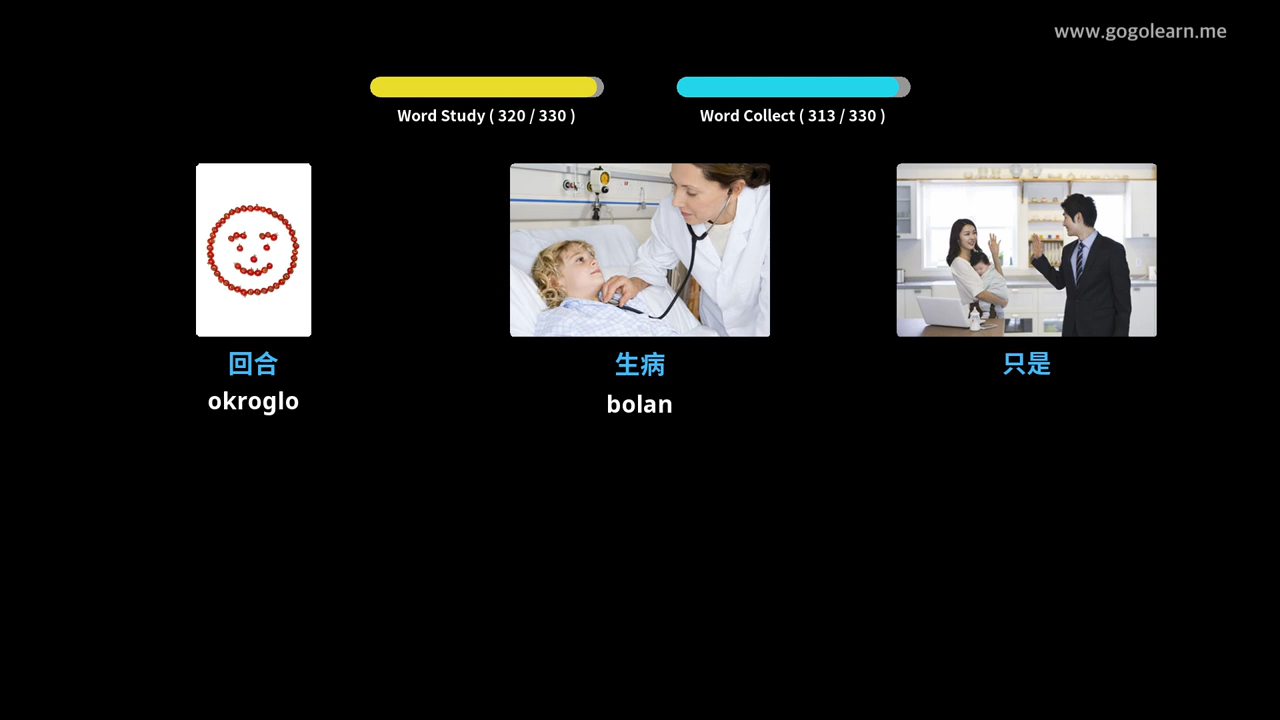 www.gogolearn.me
Word Study ( 320 / 330 )
Word Collect ( 313 / 330 )
回合
生病
只是
okroglo
bolan